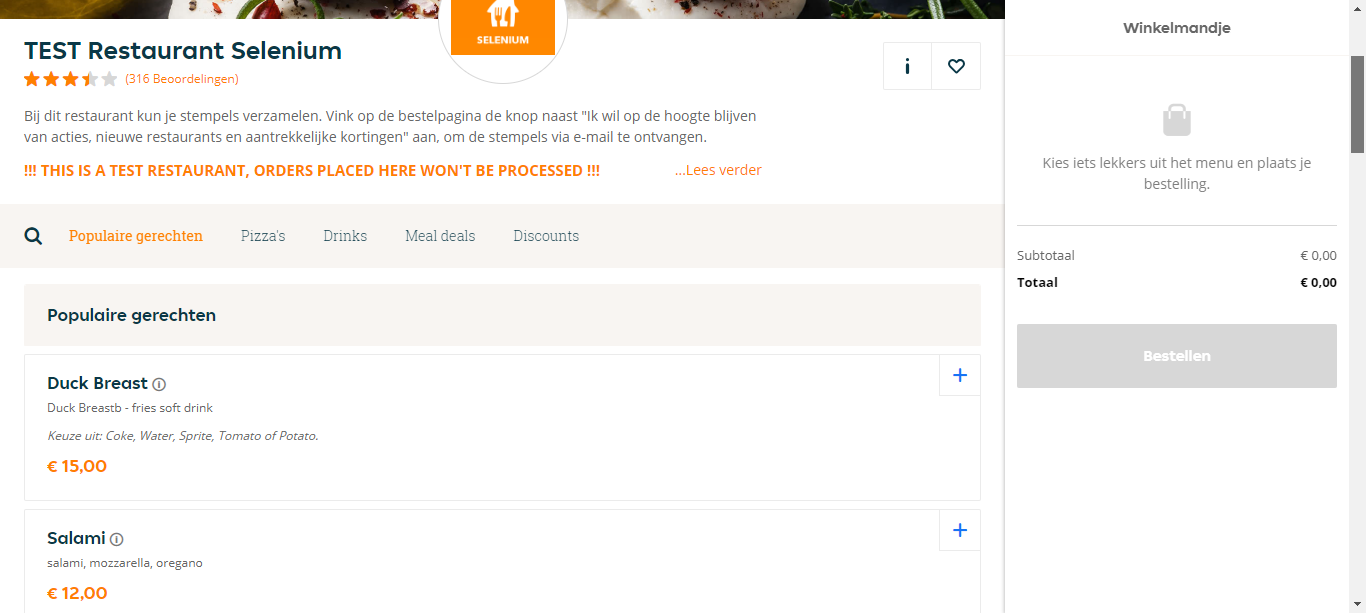 SELENIUM
TEST Restaurant Selenium
(316 Beoordelingen)
Bij dit restaurant kun je stempels verzamelen. Vink op de bestelpagina de knop naast "Ik wil op de hoogte blijven
van acties, nieuwe restaurants en aantrekkelijke kortingen" aan, om de stempels via e-mail te ontvangen.
!!! THIS IS A TEST RESTAURANT, ORDERS PLACED HERE WON'T BE PROCESSED !!! ...Lees verder
Populaire gerechten Pizza's Drinks Meal deals Discounts
Populaire gerechten
Duck Breast
Duck Breastb - fries soft drink
Keuze uit: Coke, Water, Sprite, Tomato of Potato.
€ 15,00
Salami
salami, mozzarella, oregano
€ 12,00
Winkelmandje
Kies iets lekkers uit het menu en plaats je
bestelling.
Subtotaal € 0,00
Totaal € 0,00
Bestellen